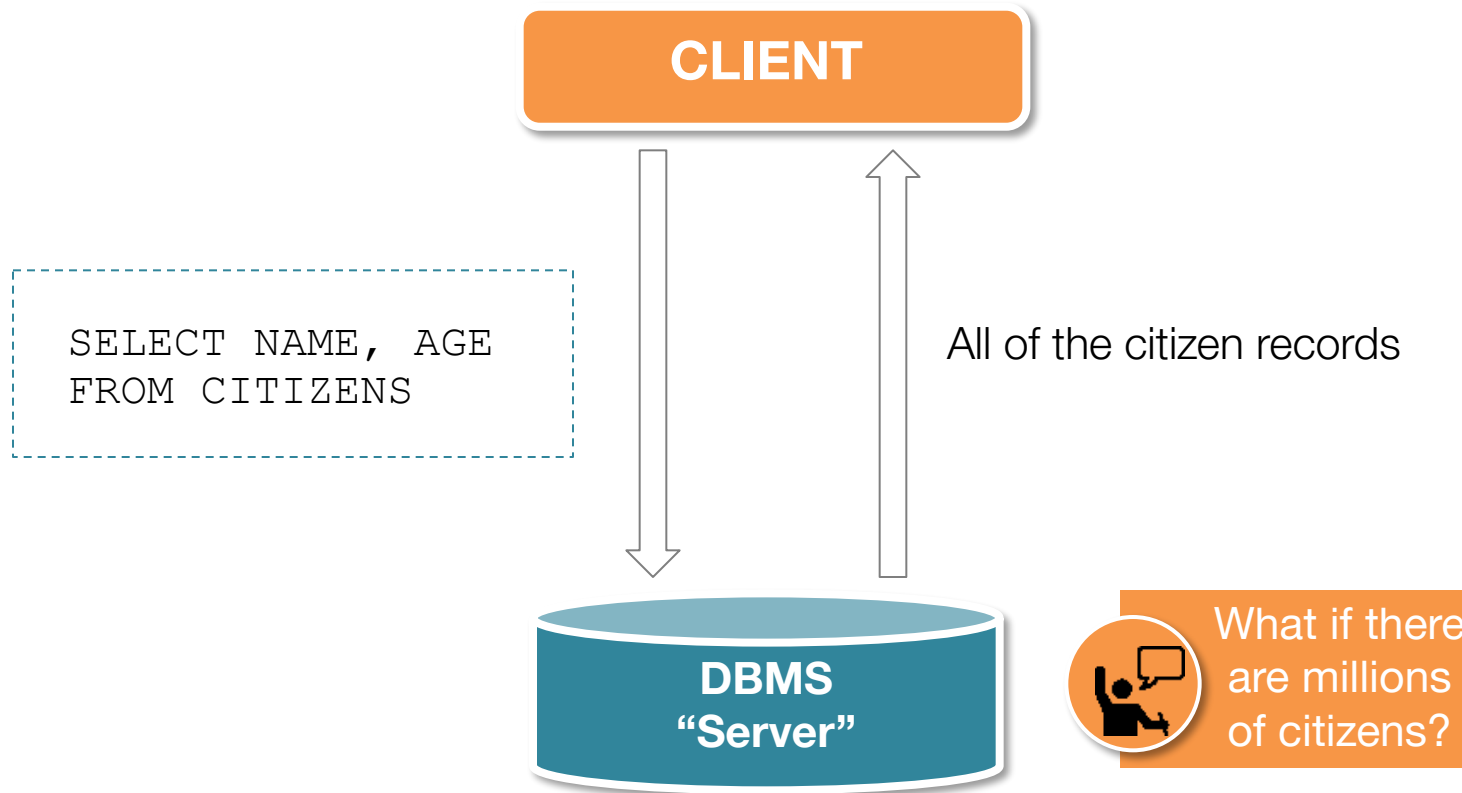 CLIENT
SELECT NAME, AGE
FROM CITIZENS
All of the citizen records
DBMS
“Server”
What if there
are millions
of citizens?